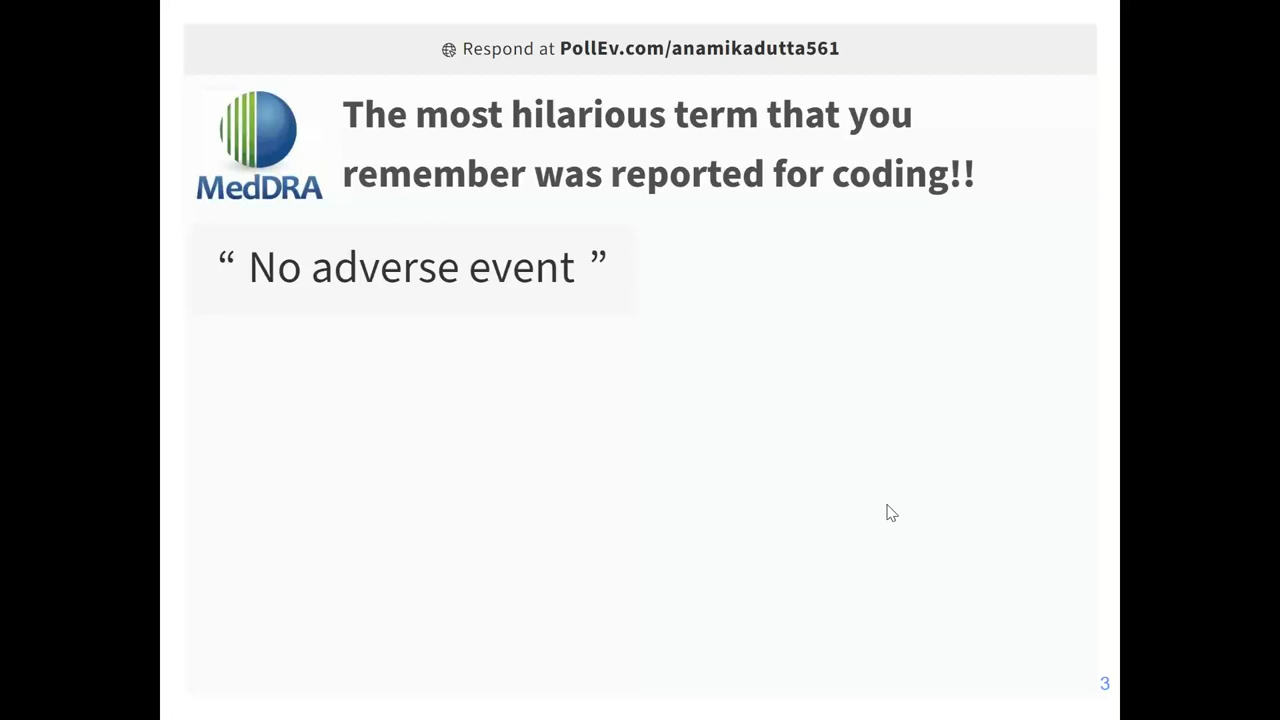 Respond at PollEv.com/anamikadutta561
MedDRA
The most hilarious term that you
remember was reported for coding!!
“ No adverse event ”
3